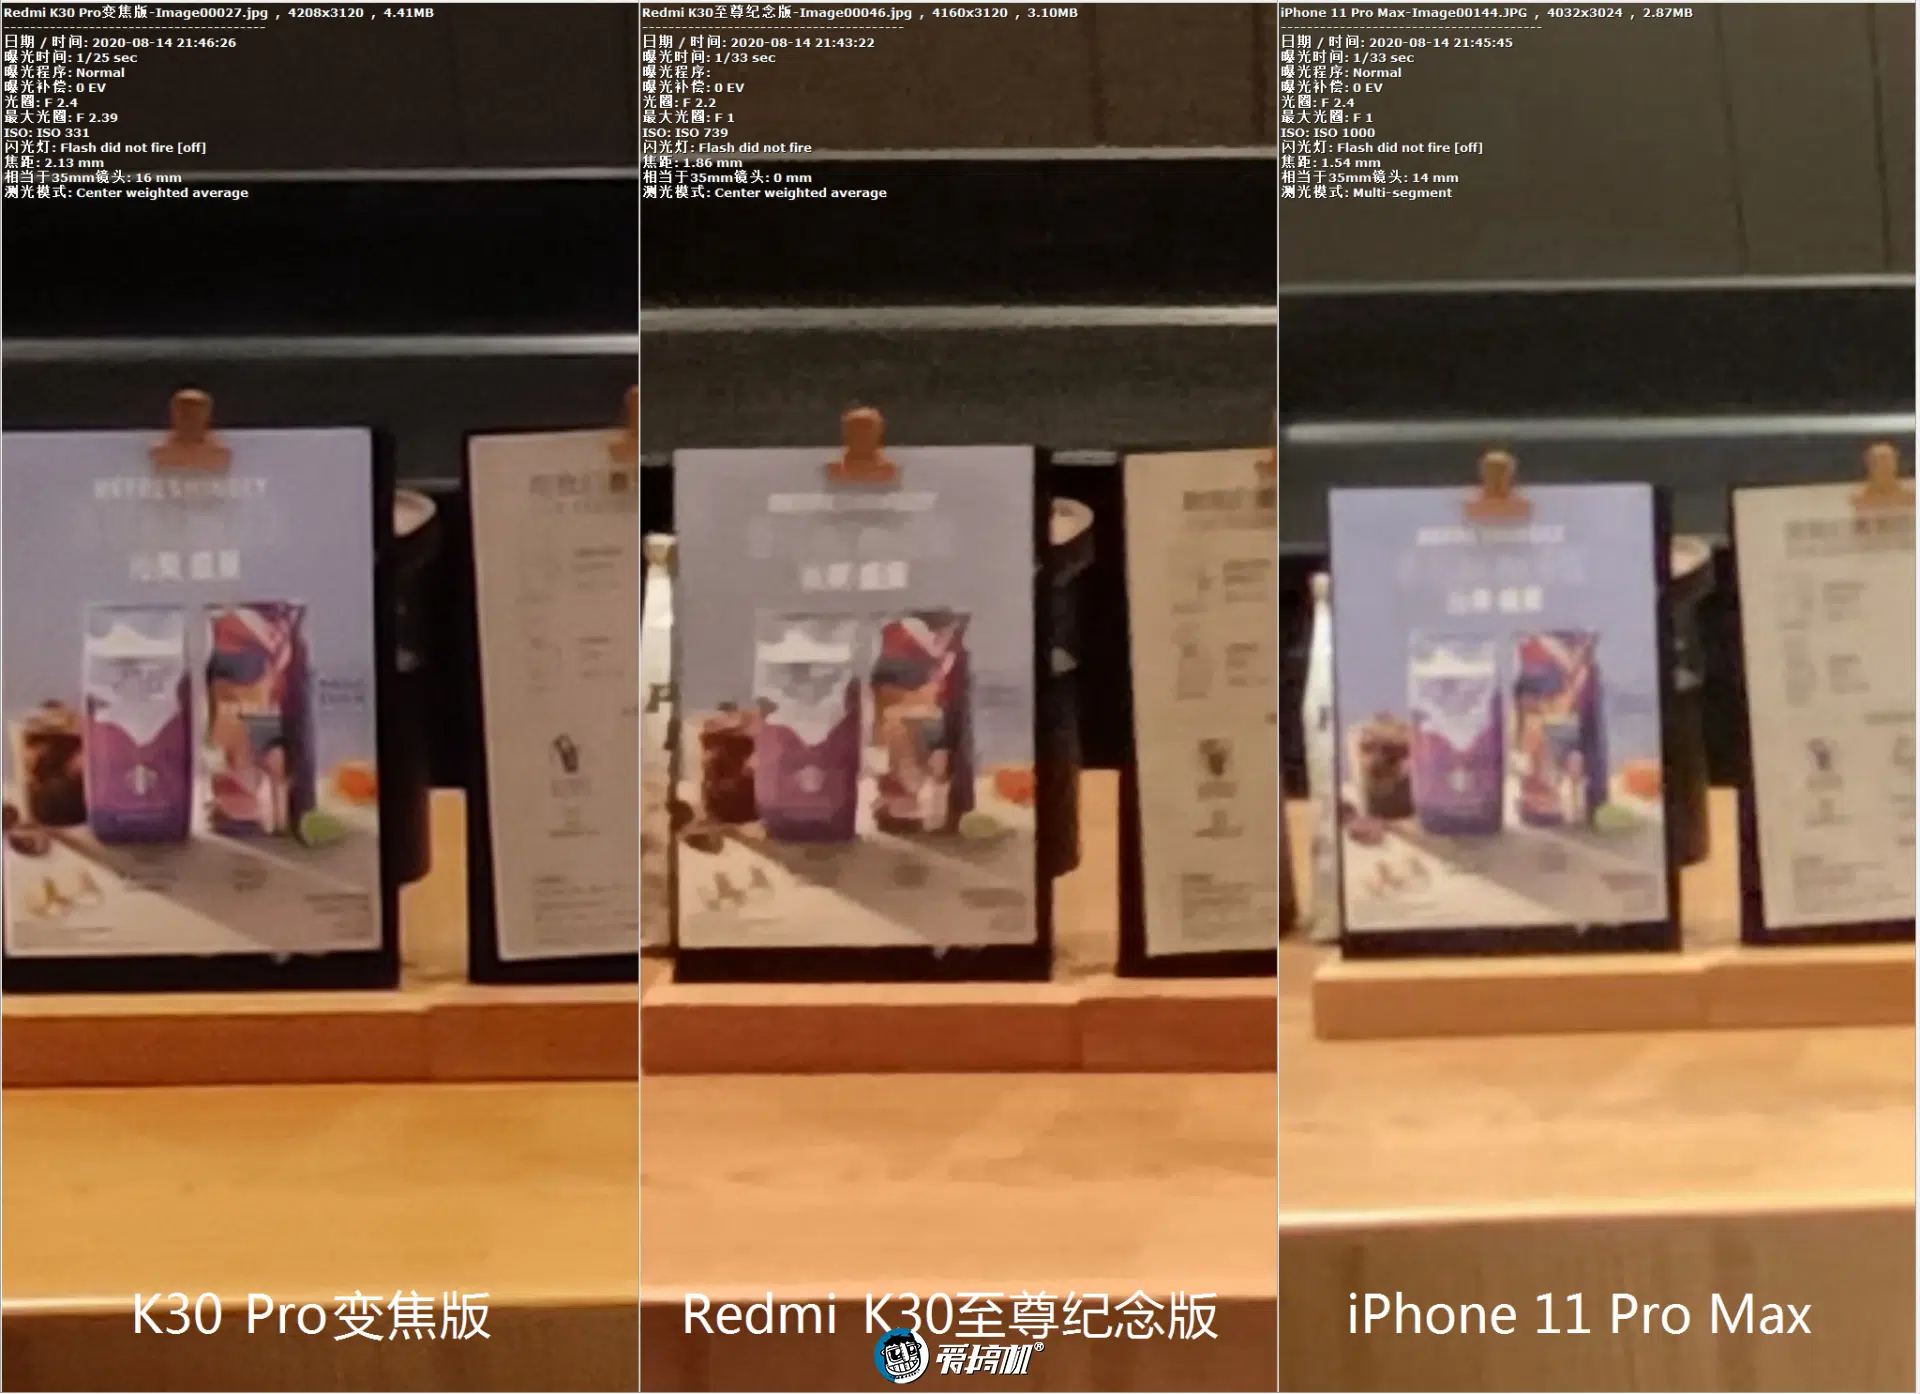 Redmi K30 Pro变焦版-Image00027.jpg , 4208x3120 , 4.41MB
日期 / 时间: 2020-08-14 21:46:26
曝光时间: 1/25 sec
曝光程序: Normal
曝光补偿: 0 EV
光圈: F 2.4
最大光圈: F 2.39
ISO: ISO 331
闪光灯: Flash did not fire [off]
焦距: 2.13 mm
相当于35mm镜头: 16 mm
测光模式: Center weighted average
Redmi K30至尊纪念版-Image00046.jpg , 4160x3120 , 3.10MB
日期 / 时间: 2020-08-14 21:43:22
曝光时间: 1/33 sec
曝光程序:
曝光补偿: 0 EV
光圈: F 2.2
最大光圈: F 1
ISO: ISO 739
闪光灯: Flash did not fire
焦距: 1.86 mm
相当于35mm镜头: 0 mm
测光模式: Center weighted average
iPhone 11 Pro Max-Image00144.JPG , 4032x3024 , 2.87MB
日期 / 时间: 2020-08-14 21:45:45
曝光时间: 1/33 sec
曝光程序: Normal
曝光补偿: 0 EV
光圈: F 2.4
最大光圈: F 1
ISO: ISO 1000
闪光灯: Flash did not fire [off]
焦距: 1.54 mm
相当于35mm镜头: 14 mm
测光模式: Multi-segment
K30 Pro变焦版
Redmi K30至尊纪念版
iPhone 11 Pro Max
爱搞机®